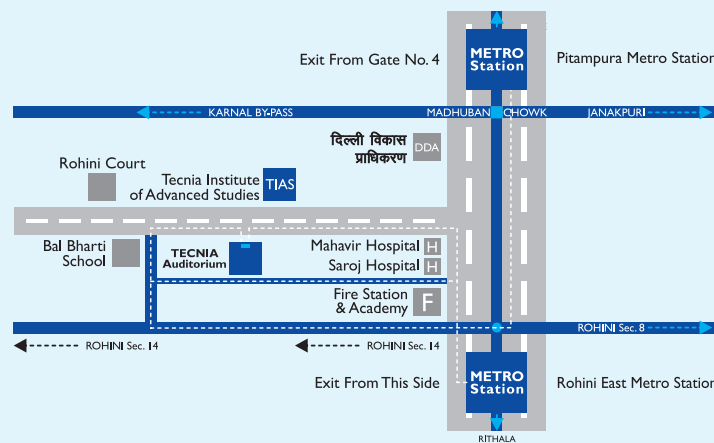 METRO
Station
Exit From Gate No. 4
Pitampura Metro Station
KARNAL BY-PASS
MADHUBAN CHOWK
JANAKPURI
दिल्ली विकास
प्राधिकरण
DDA
Rohini Court
Tecnia Institute
of Advanced Studies
TIAS
Bal Bharti
School
TECNIA
Auditorium
Mahavir Hospital
H
Saroj Hospital
H
Fire Station
& Academy
F
ROHINI Sec. 8
ROHINI Sec. 14
ROHINI Sec. 14
Exit From This Side
METRO
Station
Rohini East Metro Station
RITHALA